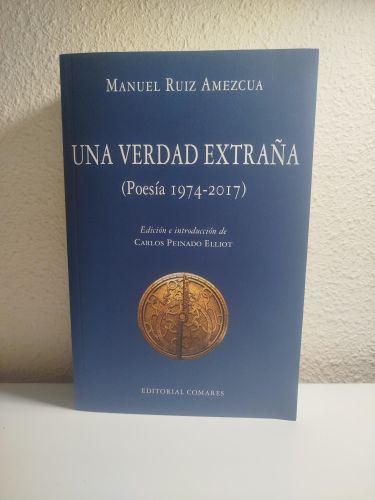 MANUEL RUIZ AMEZCUA
UNA VERDAD EXTRAÑA
(Poesía 1974-2017)
Edición e introducción de
CARLOS PEINADO ELLIOT
EDITORIAL COMARES